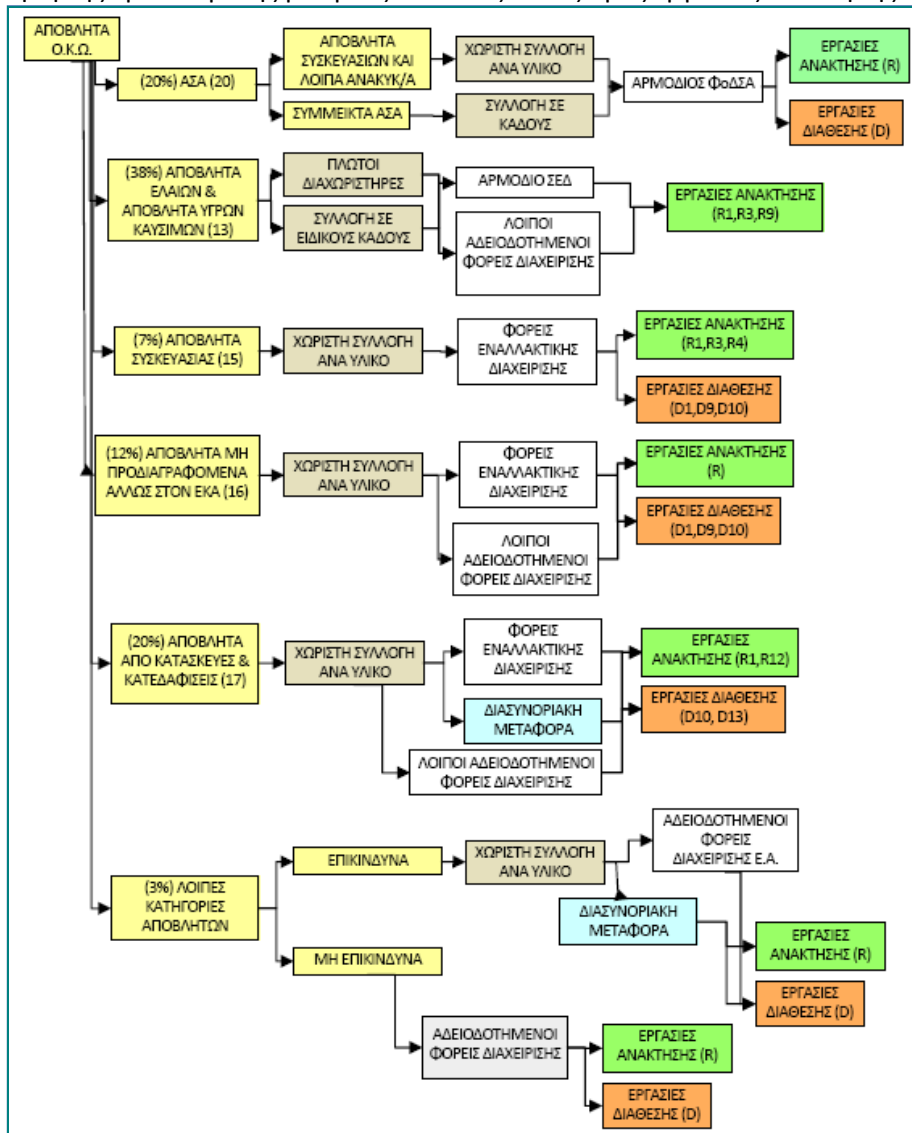 ΑΠΟΒΛΗΤΑ
Ο.Κ.Ω.
(20%) ΑΣΑ (20)
ΑΠΟΒΛΗΤΑ
ΣΥΣΚΕΥΑΣΙΩΝ ΚΑΙ
ΛΟΙΠΑ ΑΝΑΚΥΚ/Α
ΣΥΜΜΕΙΚΤΑ ΑΣΑ
ΧΩΡΙΣΤΗ ΣΥΛΛΟΓΗ
ΑΝΑ ΥΛΙΚΟ
ΣΥΛΛΟΓΗ ΣΕ
ΚΑΔΟΥΣ
ΑΡΜΟΔΙΟΣ ΦοΔΣΑ
ΕΡΓΑΣΙΕΣ
ΑΝΑΚΤΗΣΗΣ (R)
ΕΡΓΑΣΙΕΣ
ΔΙΑΘΕΣΗΣ (D)
(38%) ΑΠΟΒΛΗΤΑ
ΕΛΑΙΩΝ &
ΑΠΟΒΛΗΤΑ ΥΓΡΩΝ
ΚΑΥΣΙΜΩΝ (13)
ΠΛΩΤΟΙ
ΔΙΑΧΩΡΙΣΤΗΡΕΣ
ΣΥΛΛΟΓΗ ΣΕ
ΕΙΔΙΚΟΥΣ ΚΑΔΟΥΣ
ΑΡΜΟΔΙΟ ΣΕΔ
ΛΟΙΠΟΙ
ΑΔΕΙΟΔΟΤΗΜΕΝΟΙ
ΦΟΡΕΙΣ ΔΙΑΧΕΙΡΙΣΗΣ
ΕΡΓΑΣΙΕΣ ΑΝΑΚΤΗΣΗΣ
(R1,R3,R9)
(7%) ΑΠΟΒΛΗΤΑ
ΣΥΣΚΕΥΑΣΙΑΣ (15)
ΧΩΡΙΣΤΗ ΣΥΛΛΟΓΗ
ΑΝΑ ΥΛΙΚΟ
ΦΟΡΕΙΣ
ΕΝΑΛΛΑΚΤΙΚΗΣ
ΔΙΑΧΕΙΡΙΣΗΣ
ΕΡΓΑΣΙΕΣ ΑΝΑΚΤΗΣΗΣ
(R1,R3,R4)
ΕΡΓΑΣΙΕΣ ΔΙΑΘΕΣΗΣ
(D1,D9,D10)
(12%) ΑΠΟΒΛΗΤΑ ΜΗ
ΠΡΟΔΙΑΓΡΑΦΟΜΕΝΑ
ΑΛΛΩΣ ΣΤΟΝ ΕΚΑ (16)
ΧΩΡΙΣΤΗ ΣΥΛΛΟΓΗ
ΑΝΑ ΥΛΙΚΟ
ΦΟΡΕΙΣ
ΕΝΑΛΛΑΚΤΙΚΗΣ
ΔΙΑΧΕΙΡΙΣΗΣ
ΛΟΙΠΟΙ
ΑΔΕΙΟΔΟΤΗΜΕΝΟΙ
ΦΟΡΕΙΣ ΔΙΑΧΕΙΡΙΣΗΣ
ΕΡΓΑΣΙΕΣ ΑΝΑΚΤΗΣΗΣ
(R)
ΕΡΓΑΣΙΕΣ ΔΙΑΘΕΣΗΣ
(D1,D9,D10)
(20%) ΑΠΟΒΛΗΤΑ
ΑΠΟ ΚΑΤΑΣΚΕΥΕΣ &
ΚΑΤΕΔΑΦΙΣΕΙΣ (17)
ΧΩΡΙΣΤΗ ΣΥΛΛΟΓΗ
ΑΝΑ ΥΛΙΚΟ
ΦΟΡΕΙΣ
ΕΝΑΛΛΑΚΤΙΚΗΣ
ΔΙΑΧΕΙΡΙΣΗΣ
ΔΙΑΣΥΝΟΡΙΑΚΗ
ΜΕΤΑΦΟΡΑ
ΛΟΙΠΟΙ ΑΔΕΙΟΔΟΤΗΜΕΝΟΙ
ΦΟΡΕΙΣ ΔΙΑΧΕΙΡΙΣΗΣ
ΕΡΓΑΣΙΕΣ
ΑΝΑΚΤΗΣΗΣ (R1,R12)
ΕΡΓΑΣΙΕΣ ΔΙΑΘΕΣΗΣ
(D10, D13)
(3%) ΛΟΙΠΕΣ
ΚΑΤΗΓΟΡΙΕΣ
ΑΠΟΒΛΗΤΩΝ
ΕΠΙΚΙΝΔΥΝΑ
ΧΩΡΙΣΤΗ ΣΥΛΛΟΓΗ
ΑΝΑ ΥΛΙΚΟ
ΑΔΕΙΟΔΟΤΗΜΕΝΟΙ
ΦΟΡΕΙΣ
ΔΙΑΧΕΙΡΙΣΗΣ Ε.Α.
ΔΙΑΣΥΝΟΡΙΑΚΗ
ΜΕΤΑΦΟΡΑ
ΕΡΓΑΣΙΕΣ
ΑΝΑΚΤΗΣΗΣ (R)
ΕΡΓΑΣΙΕΣ
ΔΙΑΘΕΣΗΣ (D)
ΜΗ ΕΠΙΚΙΝΔΥΝΑ
ΑΔΕΙΟΔΟΤΗΜΕΝΟΙ
ΦΟΡΕΙΣ ΔΙΑΧΕΙΡΙΣΗΣ
ΕΡΓΑΣΙΕΣ
ΑΝΑΚΤΗΣΗΣ (R)
ΕΡΓΑΣΙΕΣ
ΔΙΑΘΕΣΗΣ (D)